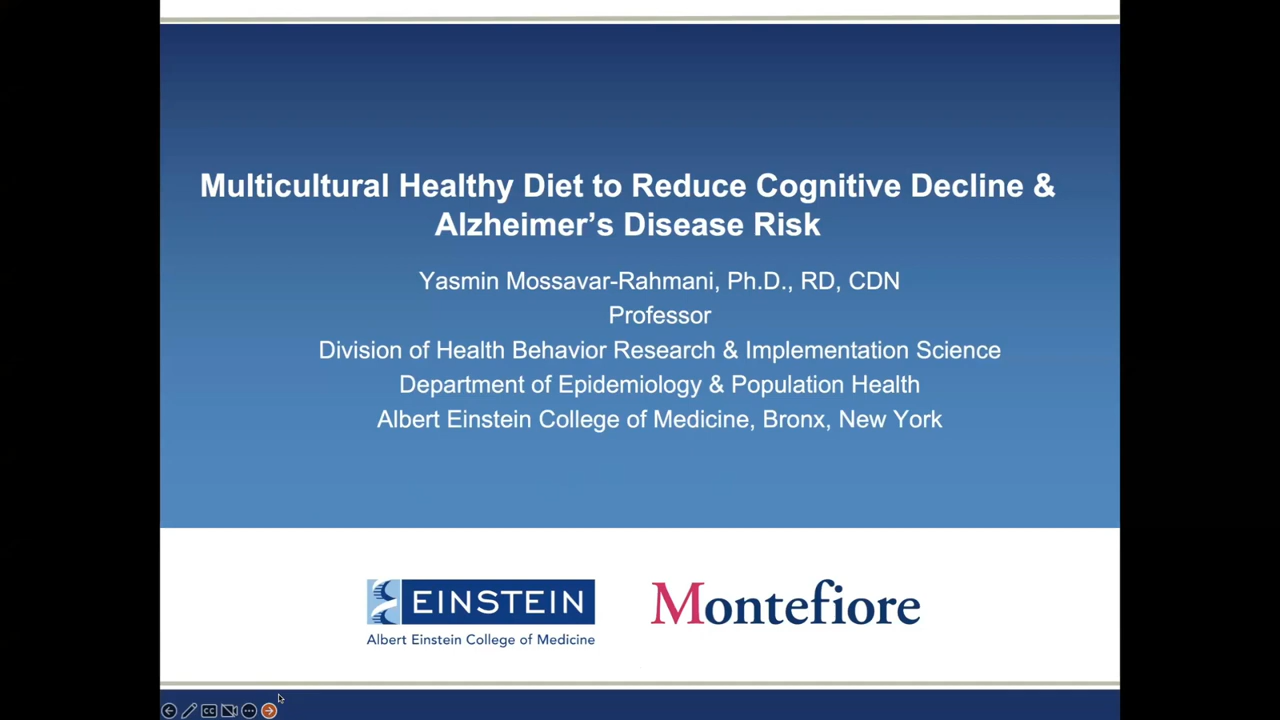 Multicultural Healthy Diet to Reduce Cognitive Decline &
Alzheimer’s Disease Risk
Yasmin Mossavar-Rahmani, Ph.D., RD, CDN
Professor
Division of Health Behavior Research & Implementation Science
Department of Epidemiology & Population Health
Albert Einstein College of Medicine, Bronx, New York
EINSTEIN
Albert Einstein College of Medicine
Montefiore
CC